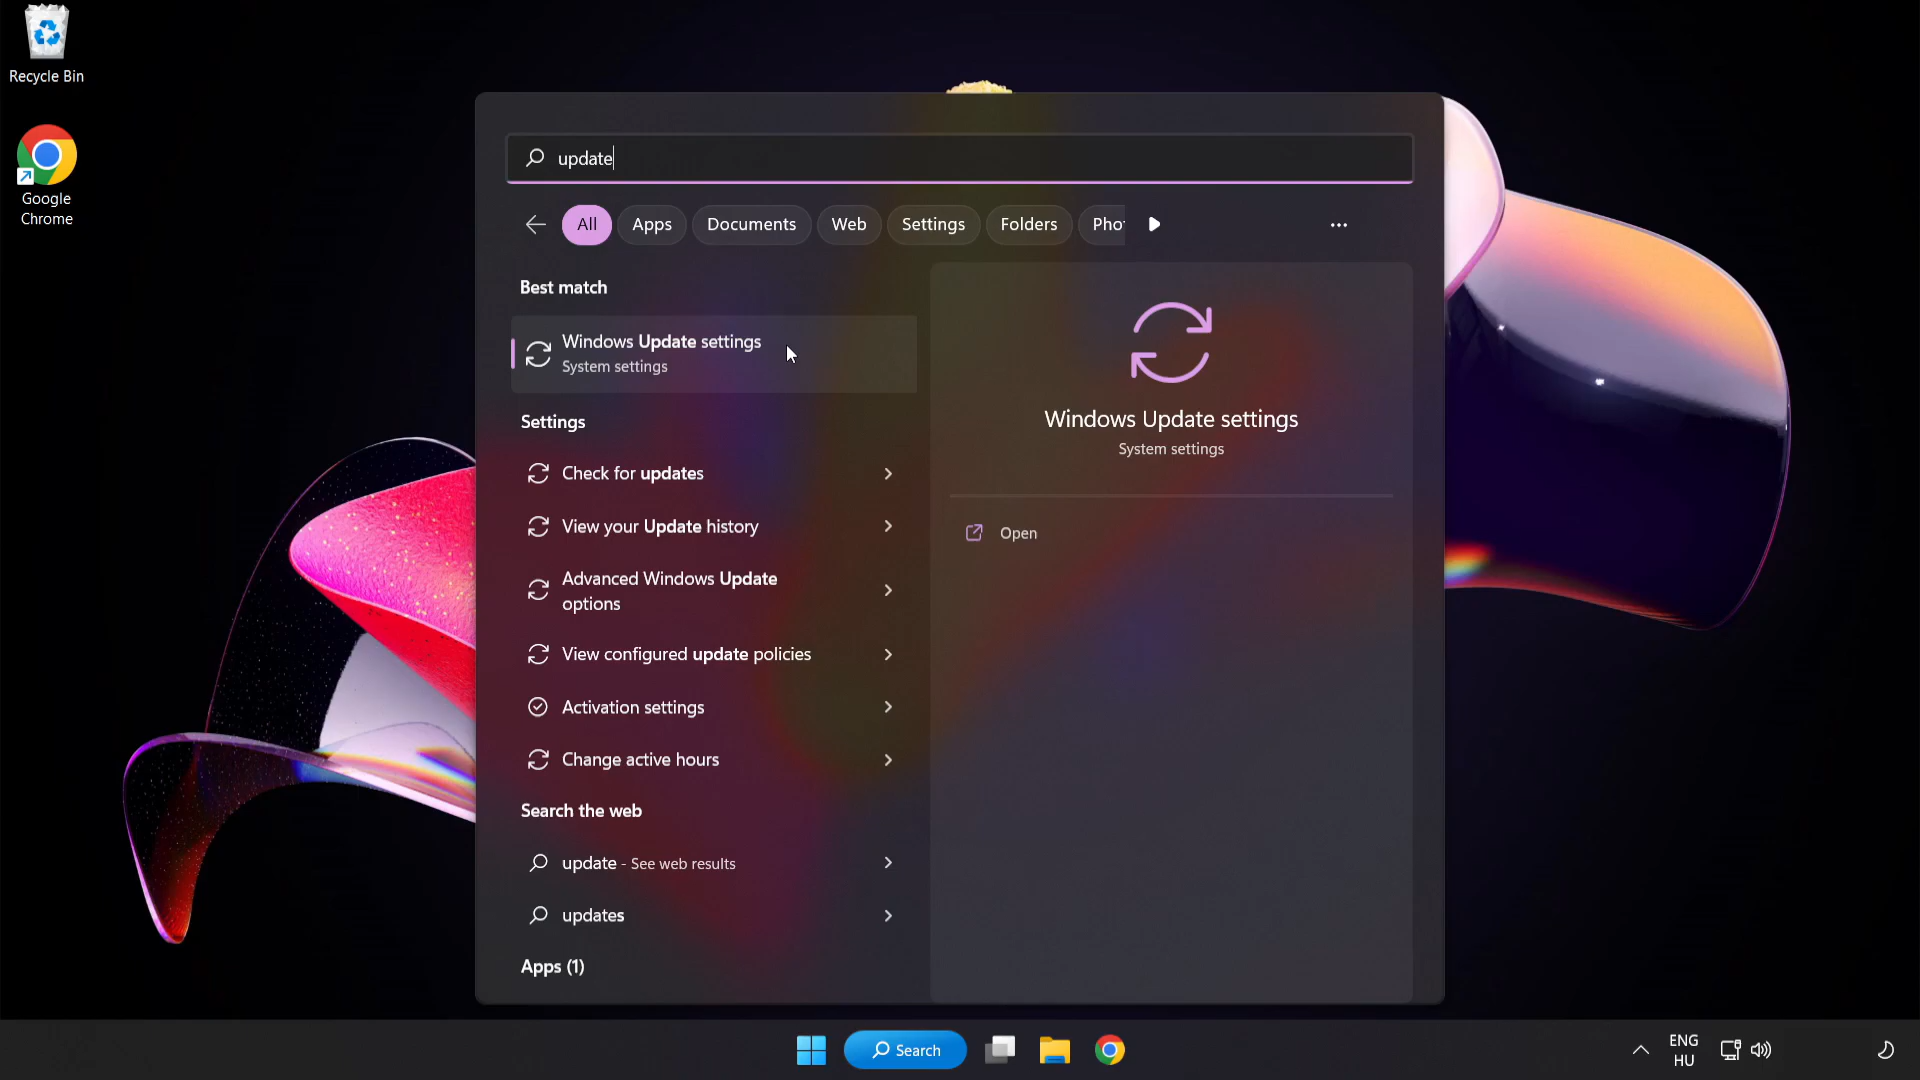 Recycle Bin
Google
Chrome
update
All
Apps
Documents
Web
Settings
Folders
Phot
Best match
Windows Update settings
System settings
Settings
Check for updates
View your Update history
Advanced Windows Update
options
View configured update policies
Activation settings
Change active hours
Search the web
update - See web results
updates
Apps (1)
Windows Update settings
System settings
Open
Search
ENG
HU